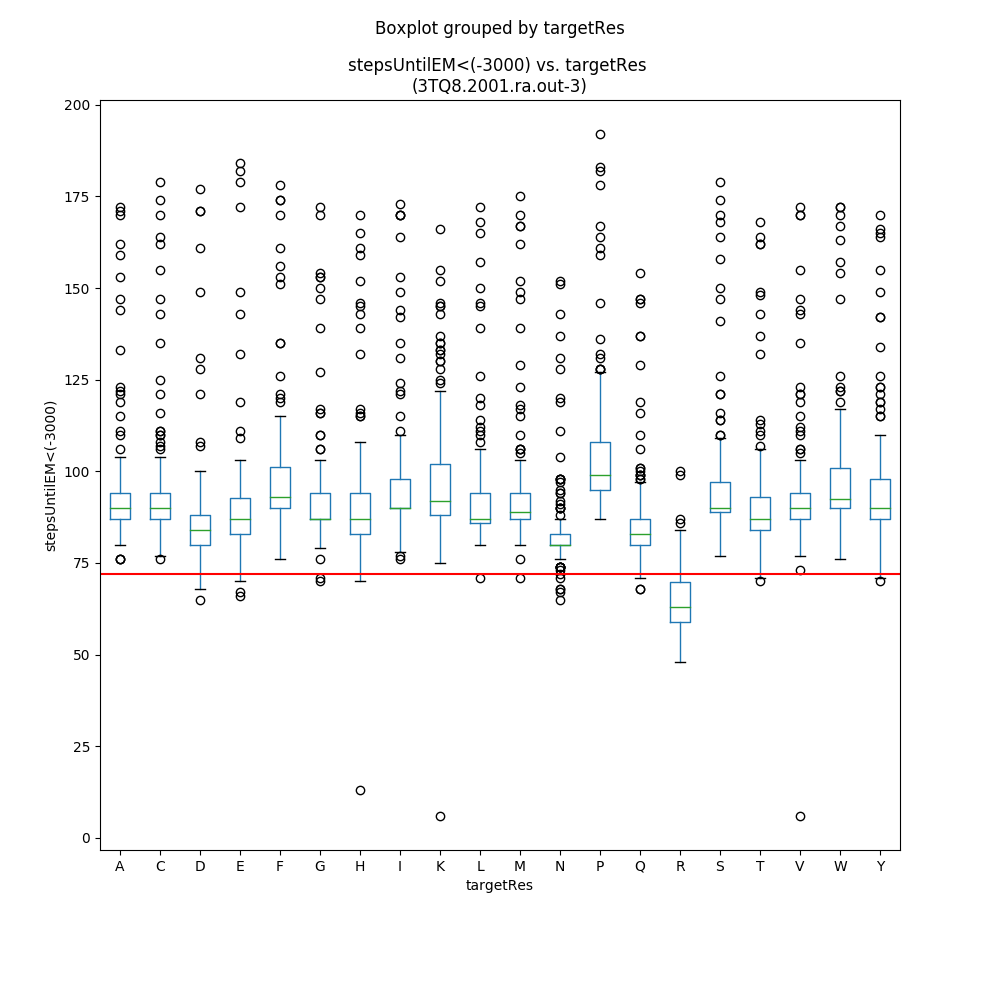 Boxplot grouped by targetRes
stepsUntilEM<(-3000) vs. targetRes
(3TQ8.2001.ra.out-3)
200
175
150
125
100
75
50
25
0
stepsUntilEM<(-3000)
A C D E F G H I K L M N P Q R S T V W Y
targetRes